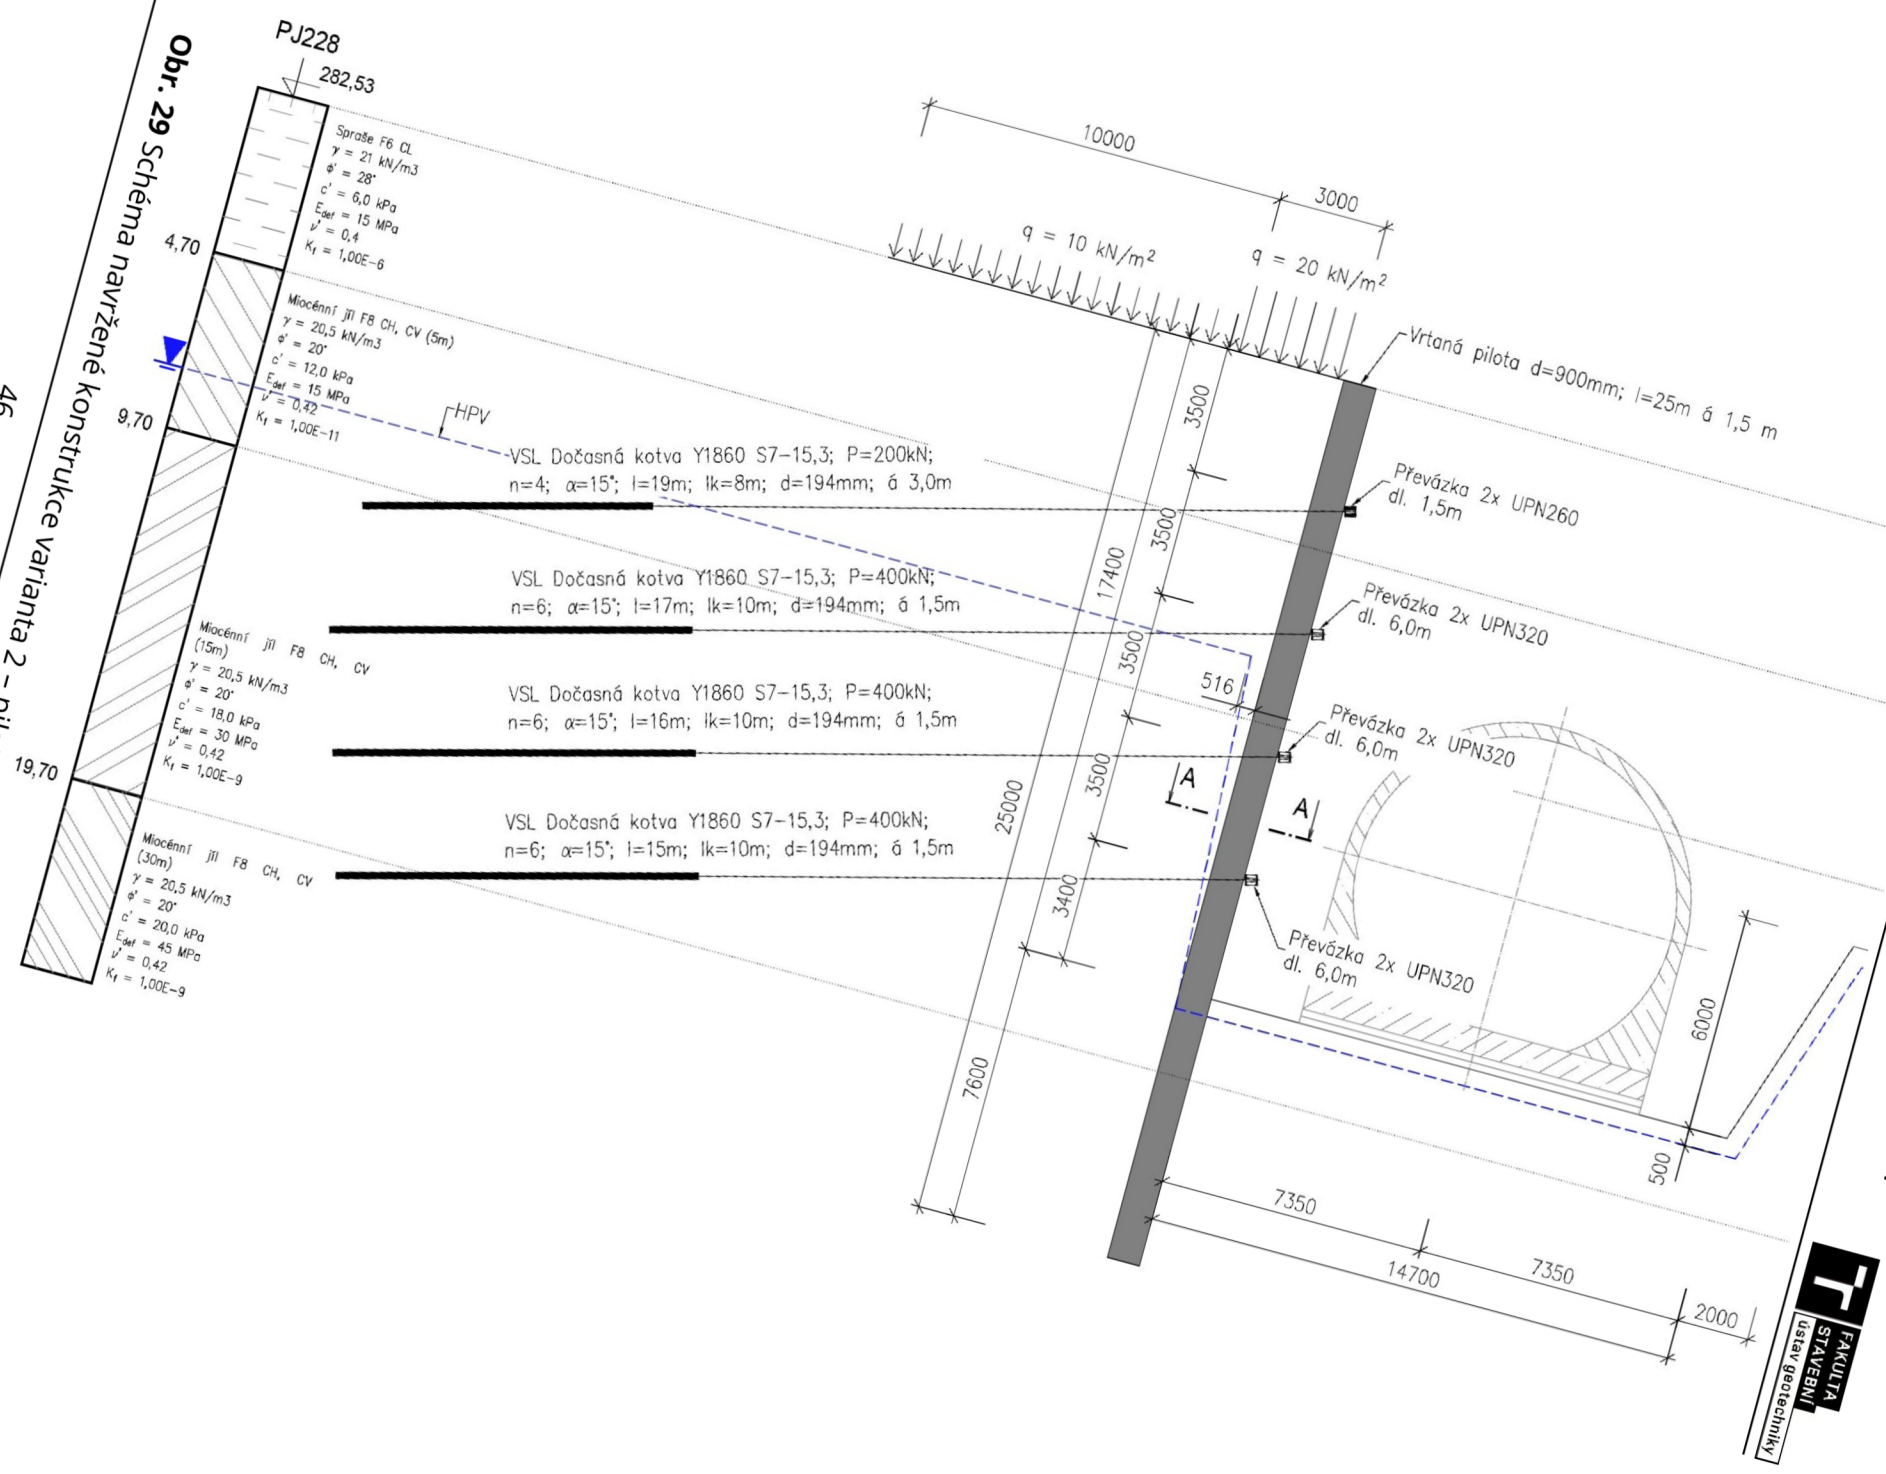 PJ228
282,53
Spraše F6 CL
γ = 21 kN/m3
ϕ' = 28°
c' = 6,0 kPa
Edef = 15 MPa
ν' = 0,4
Kf = 1,00E-6
4,70
Miocénní jíl F8 CH, CV (5m)
γ = 20,5 kN/m3
ϕ' = 20°
c' = 12,0 kPa
Edef = 15 MPa
ν' = 0,42
Kf = 1,00E-11
9,70
HPV
Miocénní jíl F8 CH, CV
(15m)
γ = 20,5 kN/m3
ϕ' = 20°
c' = 18,0 kPa
Edef = 30 MPa
ν' = 0,42
Kf = 1,00E-9
19,70
Miocénní jíl F8 CH, CV
(30m)
γ = 20,5 kN/m3
ϕ' = 20°
c' = 20,0 kPa
Edef = 45 MPa
ν' = 0,42
Kf = 1,00E-9
VSL Dočasná kotva Y1860 S7-15,3; P=200kN;
n=4; α=15°; l=19m; lk=8m; d=194mm; á 3,0m
VSL Dočasná kotva Y1860 S7-15,3; P=400kN;
n=6; α=15°; l=17m; lk=10m; d=194mm; á 1,5m
VSL Dočasná kotva Y1860 S7-15,3; P=400kN;
n=6; α=15°; l=16m; lk=10m; d=194mm; á 1,5m
VSL Dočasná kotva Y1860 S7-15,3; P=400kN;
n=6; α=15°; l=15m; lk=10m; d=194mm; á 1,5m
10000
3000
q = 10 kN/m²
q = 20 kN/m²
Vrtaná pilota d=900mm; l=25m á 1,5 m
Převázka 2x UPN260
dl. 1,5m
Převázka 2x UPN320
dl. 6,0m
Převázka 2x UPN320
dl. 6,0m
Převázka 2x UPN320
dl. 6,0m
3500
3500
3500
3500
3400
17400
25000
7600
516
A
A
6000
500
7350
7350
14700
2000
Obr. 29 Schéma navržené konstrukce varianta 2 –
46
FAKULTA
STAVEBNÍ
ústav geotechniky